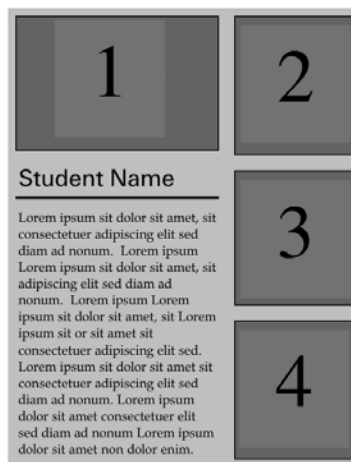 1
2
Student Name
Lorem ipsum sit dolor sit amet, sit
consectetuer adipiscing elit sed
diam ad nonum.  Lorem ipsum
Lorem ipsum sit dolor sit amet, sit
adipiscing elit sed diam ad
nonum.  Lorem ipsum Lorem
ipsum sit dolor sit amet, sit Lorem
ipsum sit or sit amet sit
consectetuer adipiscing elit sed.
Lorem ipsum sit dolor sit amet sit
consectetuer adipiscing elit sed
diam ad nonum. Lorem ipsum
dolor sit amet consectetuer elit
sed diam ad nonum Lorem ipsum
dolor sit amet non dolor enim.
3
4